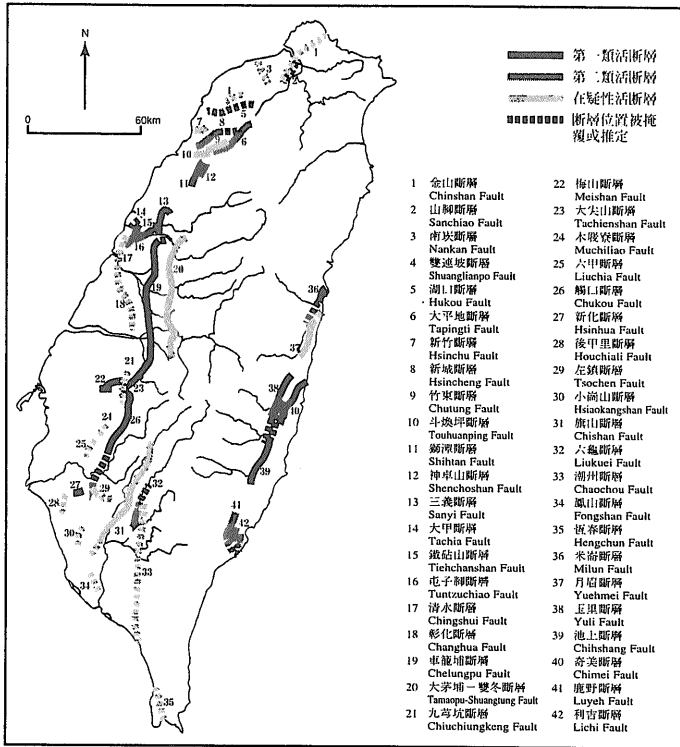 N
0 60km
第一類活断層
第二類活断層
存疑性活断層
断層位置被掩
覆或推定
1 金山斷層
Chinshan Fault
2 山腳斷層
Sanchiao Fault
3 南崁斷層
Nankan Fault
4 雙連坡斷層
Shuanglianpo Fault
5 湖口斷層
Hukou Fault
6 大平地斷層
Tapingti Fault
7 新竹斷層
Hsinchu Fault
8 新城斷層
Hsincheng Fault
9 竹東斷層
Chutung Fault
10 斗煥坪斷層
Touhuanping Fault
11 獅潭斷層
Shihtan Fault
12 神卓山斷層
Shenchoshan Fault
13 三義斷層
Sanyi Fault
14 大甲斷層
Tachia Fault
15 鐵砧山斷層
Tiehchanshan Fault
16 屯子腳斷層
Tuntzuchiao Fault
17 清水斷層
Chingshui Fault
18 彰化斷層
Changhua Fault
19 車籠埔斷層
Chelungpu Fault
20 大茅埔－雙冬斷層
Tamaopu-Shuangtung Fault
21 九芎坑斷層
Chiuchiungkeng Fault
22 梅山斷層
Meishan Fault
23 大尖山斷層
Tachienshan Fault
24 木屐寮斷層
Muchiliao Fault
25 六甲斷層
Liuchia Fault
26 觸口斷層
Chukou Fault
27 新化斷層
Hsinhua Fault
28 後甲里斷層
Houchiali Fault
29 左鎮斷層
Tsochen Fault
30 小崗山斷層
Hsiaokangshan Fault
31 旗山斷層
Chishan Fault
32 六龜斷層
Liukuei Fault
33 潮州斷層
Chaochou Fault
34 鳳山斷層
Fongshan Fault
35 恆春斷層
Hengchun Fault
36 米崙斷層
Milun Fault
37 月眉斷層
Yuehmei Fault
38 玉里斷層
Yuli Fault
39 池上斷層
Chihshang Fault
40 奇美斷層
Chimei Fault
41 鹿野斷層
Luyeh Fault
42 利吉斷層
Lichi Fault